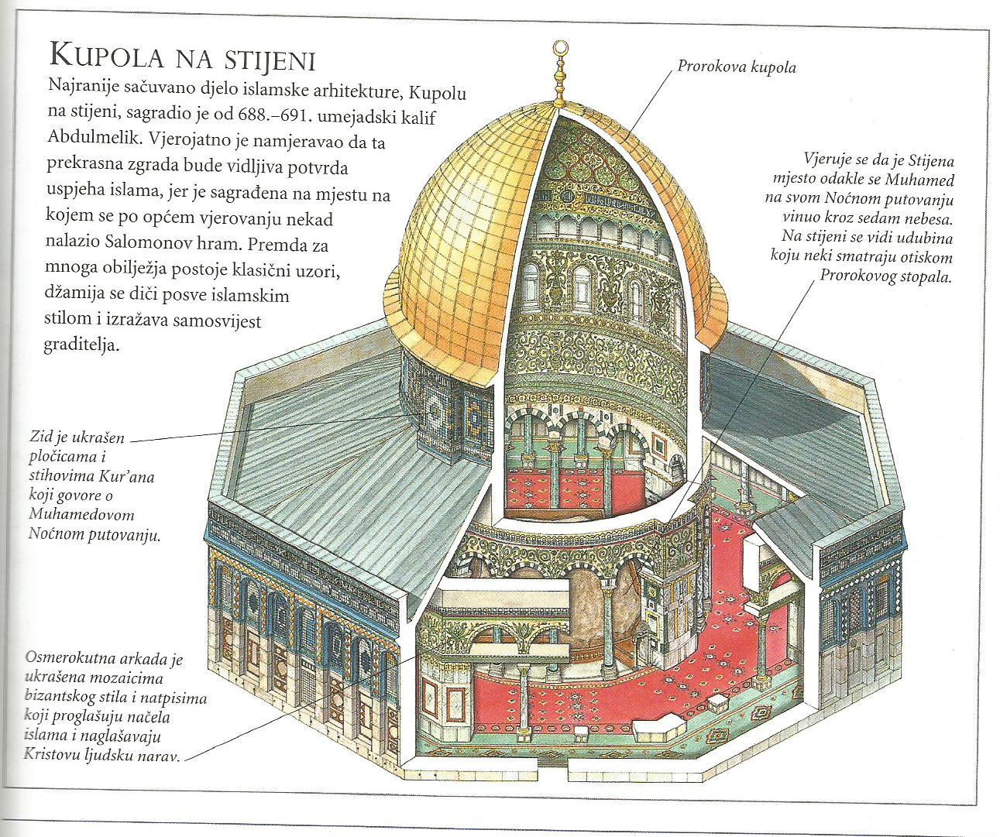 KUPOLA NA STIJENI
Najranije sačuvano djelo islamske arhitekture, Kupolu
na stijeni, sagradio je od 688.–691. umejadski kalif
Abdulmelik. Vjerojatno je namjeravao da ta
prekrasna zgrada bude vidljiva potvrda
uspjeha islama, jer je sagrađena na mjestu na
kojem se po općem vjerovanju nekad
nalazio Salomonov hram. Premda za
mnoga obilježja postoje klasični uzori,
džamija se diči posve islamskim
stilom i izražava samosvijest
graditelja.
Prorokova kupola
Vjeruje se da je Stijena
mjesto odakle se Muhamed
na svom Noćnom putovanju
vinuo kroz sedam nebesa.
Na stijeni se vidi udubina
koju neki smatraju otiskom
Prorokovog stopala.
Zid je ukrašen
pločicama i
stihovima Kur'ana
koji govore o
Muhamedovom
Noćnom putovanju.
Osmerokutna arkada je
ukrašena mozaicima
bizantskog stila i natpisima
koji proglašuju načela
islama i naglašavaju
Kristovu ljudsku narav.